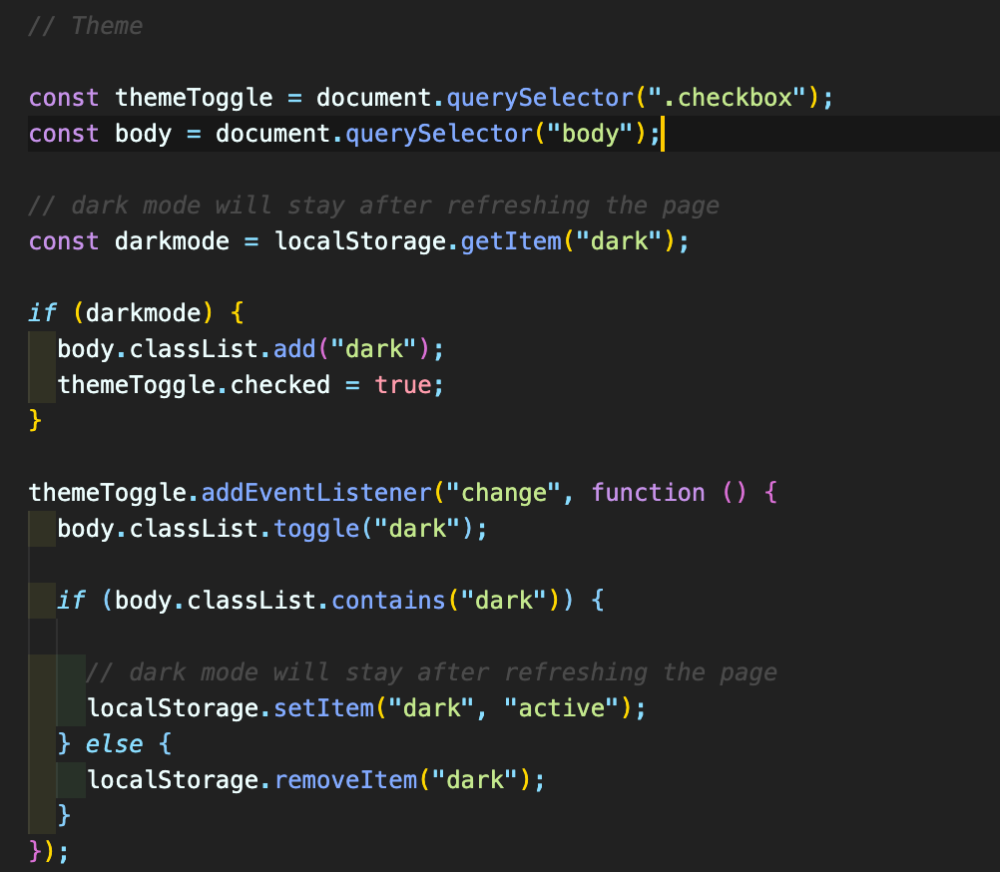 // Theme
const themeToggle = document.querySelector(".checkbox");
const body = document.querySelector("body");
// dark mode will stay after refreshing the page
const darkmode = localStorage.getItem("dark");
if (darkmode) {
body.classList.add("dark");
themeToggle.checked = true;
}
themeToggle.addEventListener("change", function () {
body.classList.toggle("dark");
if (body.classList.contains("dark")) {
// dark mode will stay after refreshing the page
localStorage.setItem("dark", "active");
} else {
localStorage.removeItem("dark");
}
});